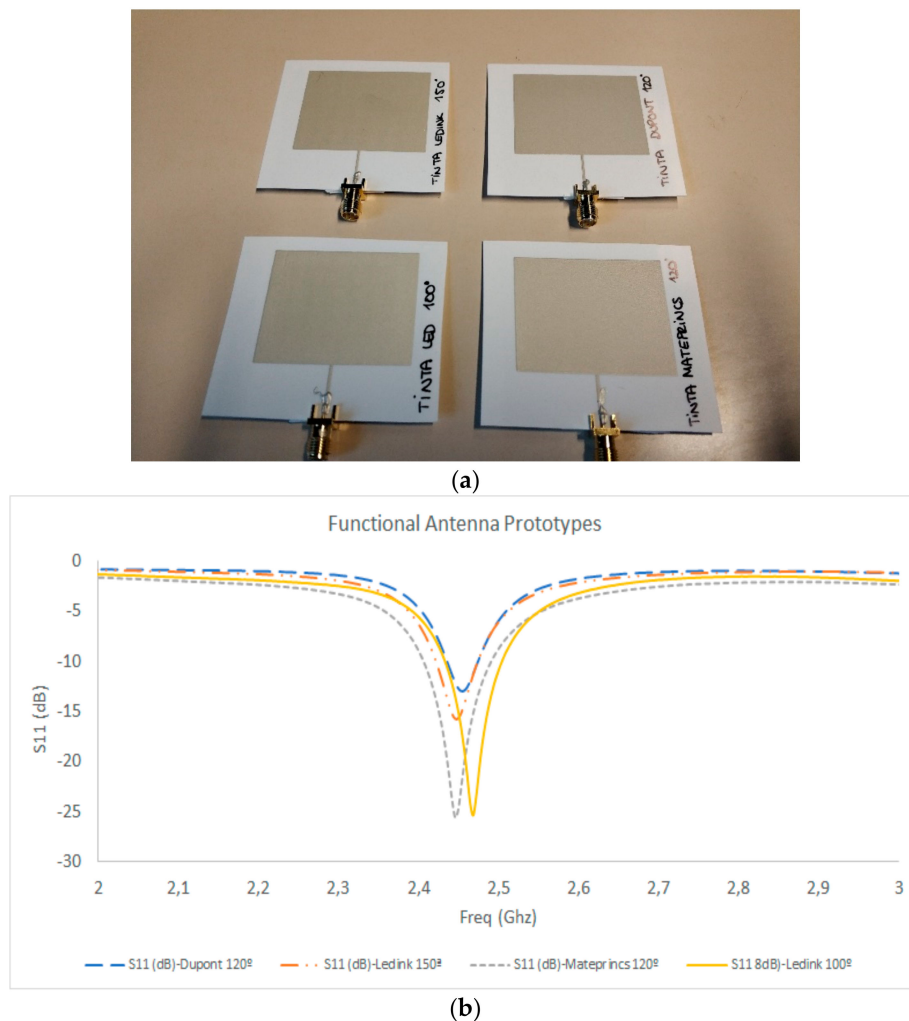 TINTA LEDINK 150°
TINTA DUPONT 120°
TINTA LED 100°
TINTA MATEPRINCS 120°
(a)
Functional Antenna Prototypes
0
-5
-10
-15
-20
-25
-30
S11 (dB)
2 2,1 2,2 2,3 2,4 2,5 2,6 2,7 2,8 2,9 3
Freq (Ghz)
S11 (dB)-Dupont 120º S11 (dB)-Ledink 150ª S11 (dB)-Mateprincs 120º S11 8dB)-Ledink 100º
(b)